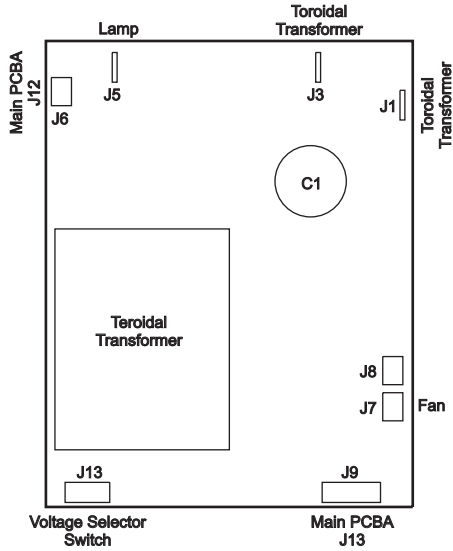 Lamp
Toroidal
Transformer
Main PCBA
J12
J6
J5
J3
J1
Toroidal
Transformer
C1
Teroidal
Transformer
J8
J7
Fan
J13
J9
Voltage Selector
Switch
Main PCBA
J13